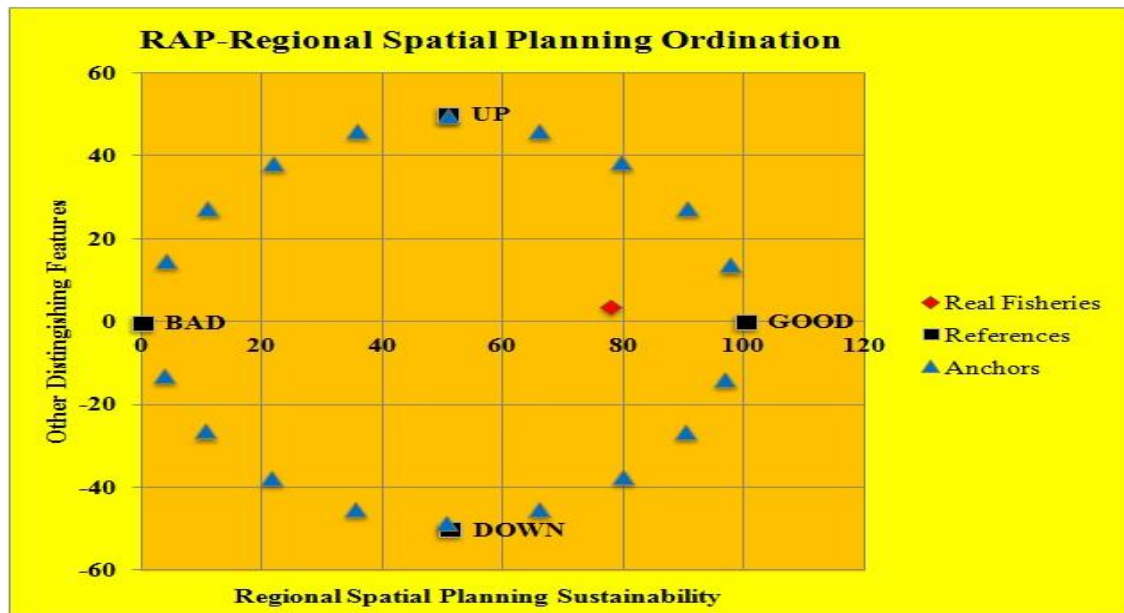 RAP-Regional Spatial Planning Ordination
60
UP
40
20
0
BAD
GOOD
0 20 40 60 80 100 120
-20
-40
DOWN
-60
Other Distingishing Features
Regional Spatial Planning Sustainability
Real Fisheries
References
Anchors